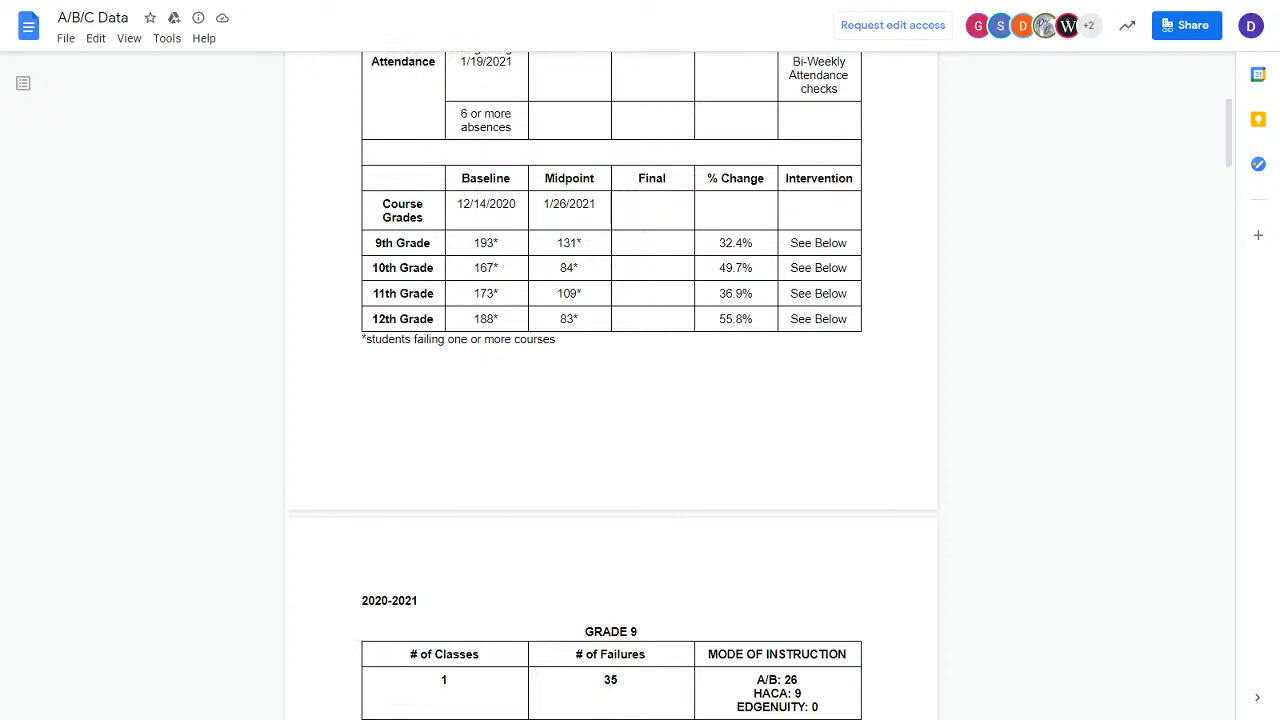 A/B/C Data
File Edit View Tools Help
Request edit access
G S D W +2
Share
D
Attendance 1/19/2021 Bi-Weekly
Attendance
checks
6 or more
absences
Baseline Midpoint Final % Change Intervention
Course
Grades 12/14/2020 1/26/2021
9th Grade 193* 131* 32.4% See Below
10th Grade 167* 84* 49.7% See Below
11th Grade 173* 109* 36.9% See Below
12th Grade 188* 83* 55.8% See Below
*students failing one or more courses
2020-2021
GRADE 9
# of Classes # of Failures MODE OF INSTRUCTION
1 35 A/B: 26
HACA: 9
EDGENUITY: 0